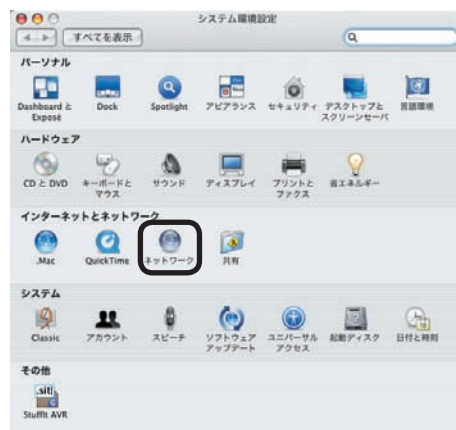 システム環境設定
すべてを表示
パーソナル
Dashboard と Exposé
Dock
Spotlight
アピアランス
セキュリティ
デスクトップと スクリーンセーバ
言語環境
ハードウェア
CD と DVD
キーボードと マウス
サウンド
ディスプレイ
プリントと ファクス
省エネルギー
インターネットとネットワーク
.Mac
QuickTime
ネットワーク
共有
システム
Classic
アカウント
スピーチ
ソフトウェア アップデート
ユニバーサル アクセス
起動ディスク
日付と時刻
その他
.sit
StuffIt AVR